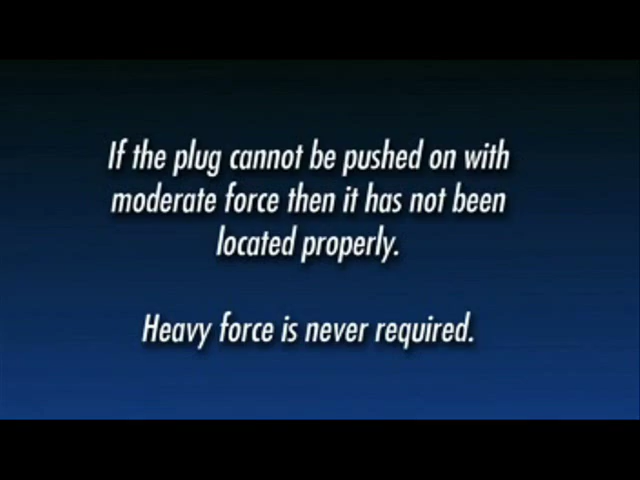 If the plug cannot be pushed on with
moderate force then it has not been
located properly.
Heavy force is never required.